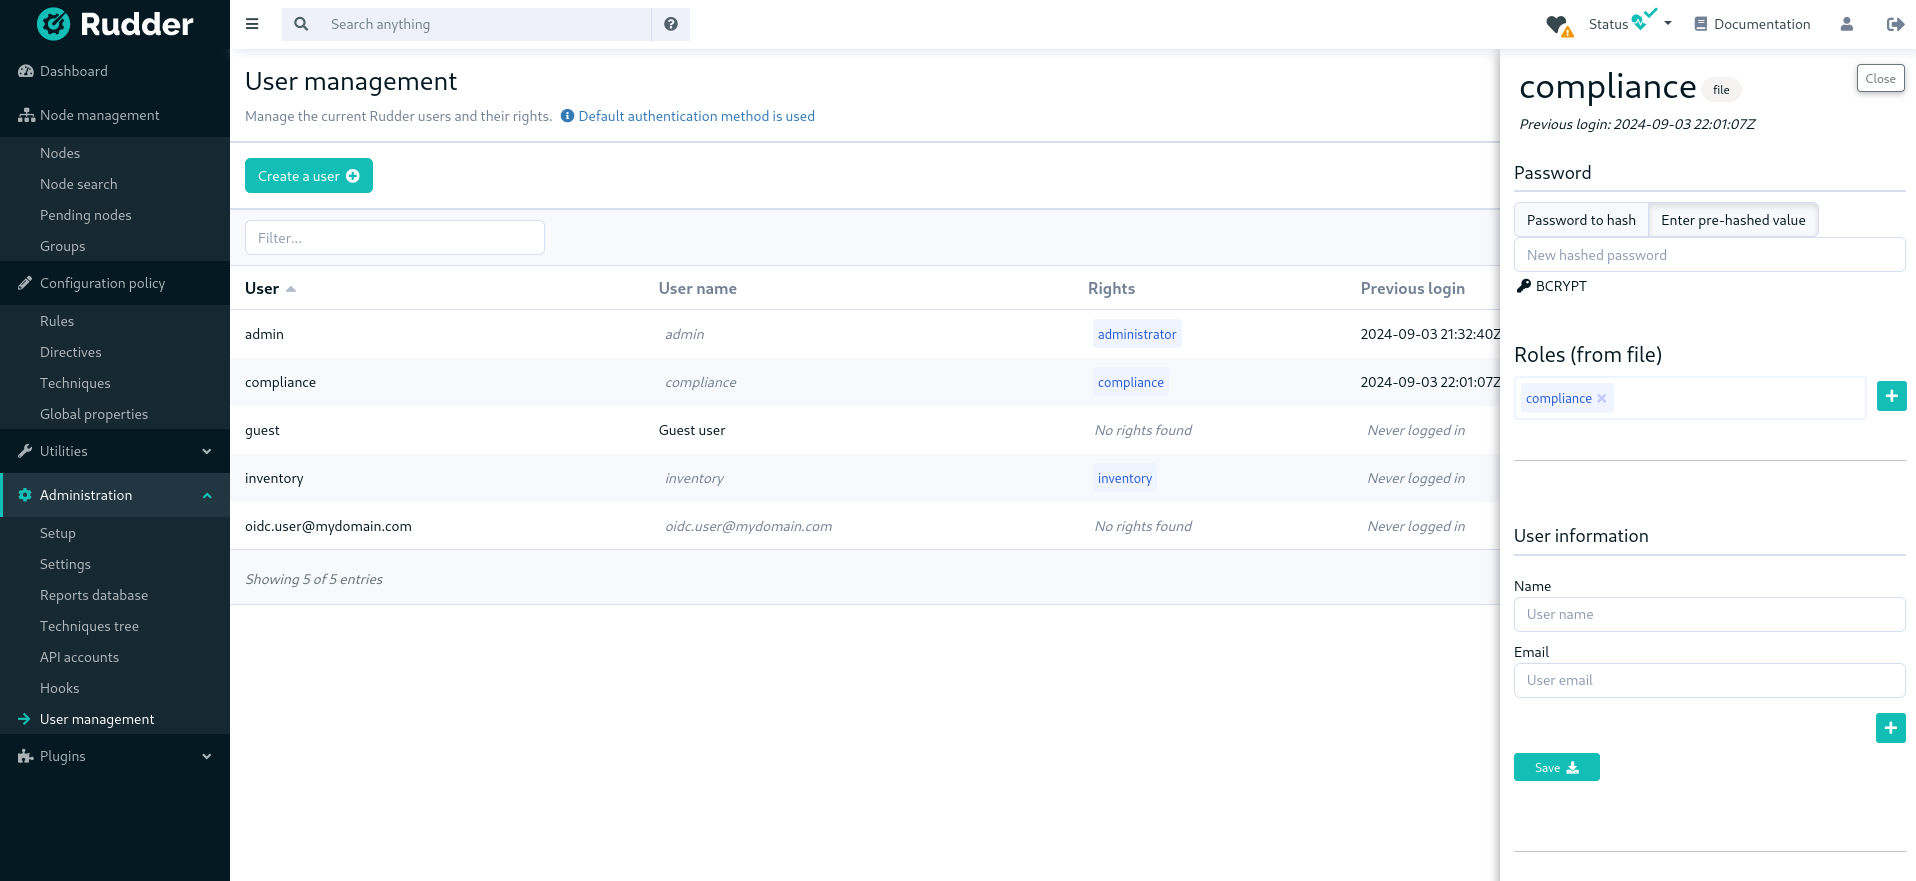 Rudder
Dashboard
Node management
Nodes
Node search
Pending nodes
Groups
Configuration policy
Rules
Directives
Techniques
Global properties
Utilities
Administration
Setup
Settings
Reports database
Techniques tree
API accounts
Hooks
User management
Plugins
Search anything
Status
Documentation
User management
Manage the current Rudder users and their rights. Default authentication method is used
Create a user
Filter...
User User name Rights Previous login
admin admin administrator 2024-09-03 21:32:40Z
compliance compliance compliance 2024-09-03 22:01:07Z
guest Guest user No rights found Never logged in
inventory inventory inventory Never logged in
oidc.user@mydomain.com oidc.user@mydomain.com No rights found Never logged in
Showing 5 of 5 entries
compliance file
Close
Previous login: 2024-09-03 22:01:07Z
Password
Password to hash Enter pre-hashed value
New hashed password
BCRYPT
Roles (from file)
compliance
User information
Name
User name
Email
User email
Save